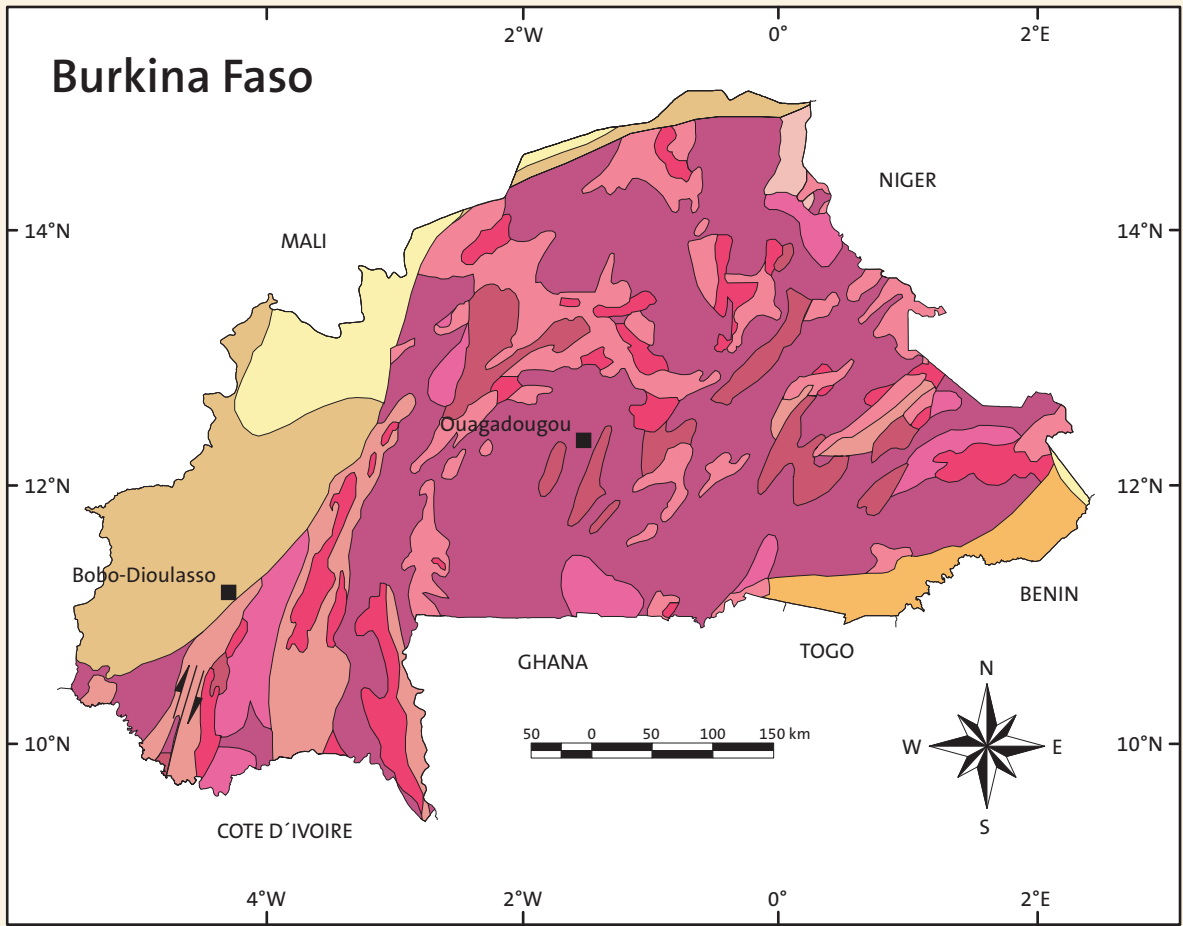 2°W 0° 2°E
Burkina Faso
NIGER
14°N 14°N
MALI
Ouagadougou
12°N 12°N
Bobo-Dioulasso
BENIN
TOGO
GHANA
N
50 0 50 100 150 km
10°N W E 10°N
S
COTE D´IVOIRE
4°W 2°W 0° 2°E